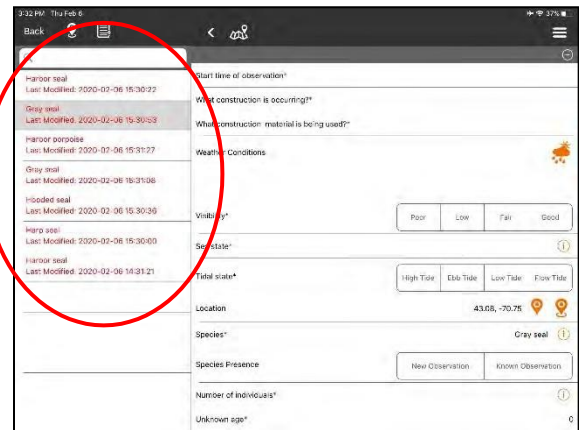 3:32 PM Thu Feb 6
37%
Back
Harbor seal
Last Modified: 2020-02-06 15:30:22
Gray seal
Last Modified: 2020-02-06 15:30:53
Harbor porpoise
Last Modified: 2020-02-06 15:31:27
Gray seal
Last Modified: 2020-02-06 15:31:08
Hooded seal
Last Modified: 2020-02-06 15:30:36
Harp seal
Last Modified: 2020-02-06 15:30:00
Harbor seal
Last Modified: 2020-02-06 14:31:21
Start time of observation*
What construction is occurring?*
What construction material is being used?*
Weather Conditions
Visibility* Poor Low Fair Good
Sea state*
Tidal state* High Tide Ebb Tide Low Tide Flow Tide
Location 43.08, -70.75
Species* Gray seal
Species Presence New Observation Known Observation
Number of individuals*
Unknown age* 0